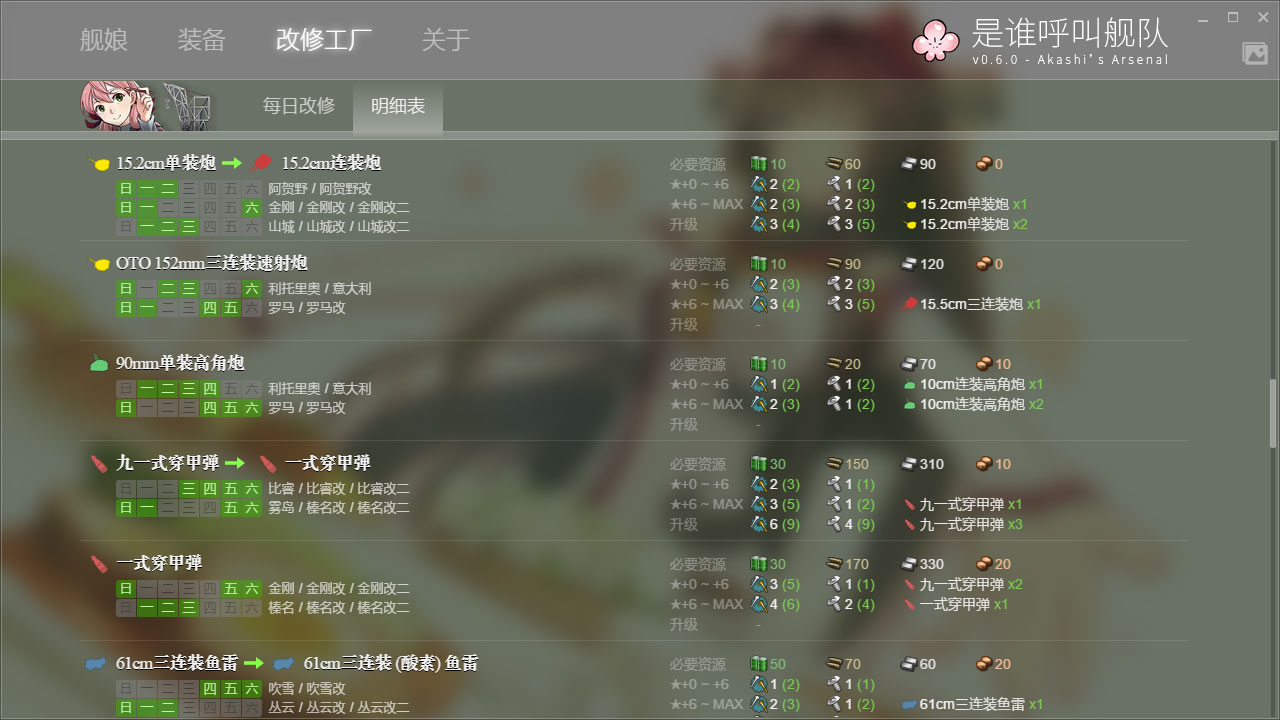 舰娘 装备 改修工厂 关于
是谁呼叫舰队
v0.6.0 - Akashi's Arsenal
每日改修 明细表
15.2cm单装炮 15.2cm连装炮 必要资源 10 60 90 0
日 一 二 三 四 五 六 阿贺野 / 阿贺野改 ★+0 ~ +6 2 (2) 1 (2)
日 一 二 三 四 五 六 金刚 / 金刚改 / 金刚改二 ★+6 ~ MAX 2 (3) 2 (3) 15.2cm单装炮 x1
日 一 二 三 四 五 六 山城 / 山城改 / 山城改二 升级 3 (4) 3 (5) 15.2cm单装炮 x2
OTO 152mm三连装速射炮 必要资源 10 90 120 0
日 一 二 三 四 五 六 利托里奥 / 意大利 ★+0 ~ +6 2 (3) 2 (3)
日 一 二 三 四 五 六 罗马 / 罗马改 ★+6 ~ MAX 3 (4) 3 (5) 15.5cm三连装炮 x1
升级 -
90mm单装高角炮 必要资源 10 20 70 10
日 一 二 三 四 五 六 利托里奥 / 意大利 ★+0 ~ +6 1 (2) 1 (2) 10cm连装高角炮 x1
日 一 二 三 四 五 六 罗马 / 罗马改 ★+6 ~ MAX 2 (3) 1 (2) 10cm连装高角炮 x2
升级 -
九一式穿甲弹 一式穿甲弹 必要资源 30 150 310 10
日 一 二 三 四 五 六 比睿 / 比睿改 / 比睿改二 ★+0 ~ +6 2 (3) 1 (1)
日 一 二 三 四 五 六 雾岛 / 榛名改 / 榛名改二 ★+6 ~ MAX 3 (5) 1 (2) 九一式穿甲弹 x1
升级 6 (9) 4 (9) 九一式穿甲弹 x3
一式穿甲弹 必要资源 30 170 330 20
日 一 二 三 四 五 六 金刚 / 金刚改 / 金刚改二 ★+0 ~ +6 3 (5) 1 (1) 九一式穿甲弹 x2
日 一 二 三 四 五 六 榛名 / 榛名改 / 榛名改二 ★+6 ~ MAX 4 (6) 2 (4) 一式穿甲弹 x1
升级 -
61cm三连装鱼雷 61cm三连装 (酸素) 鱼雷 必要资源 50 70 60 20
日 一 二 三 四 五 六 吹雪 / 吹雪改 ★+0 ~ +6 1 (2) 1 (1)
日 一 二 三 四 五 六 丛云 / 丛云改 / 丛云改二 ★+6 ~ MAX 2 (3) 1 (2) 61cm三连装鱼雷 x1